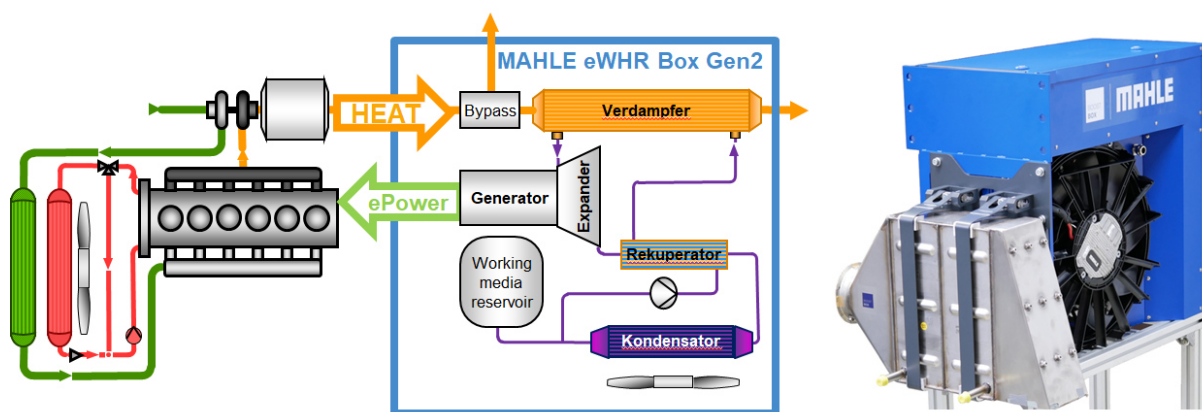 MAHLE eWHR Box Gen2
HEAT
Bypass
Verdampfer
ePower
Generator
Expander
Rekuperator
Working
media
reservoir
Kondensator
MAHLE